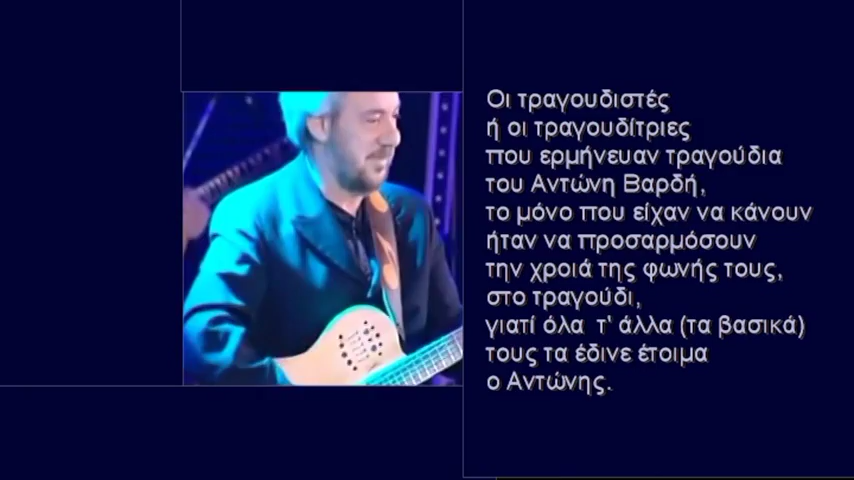 Οι τραγουδιστές
ή οι τραγουδίτριες
που ερμήνευαν τραγούδια
του Αντώνη Βαρδή,
το μόνο που είχαν να κάνουν
ήταν να προσαρμόσουν
την χροιά της φωνής τους,
στο τραγούδι,
γιατί όλα τ' άλλα (τα βασικά)
τους τα έδινε έτοιμα
ο Αντώνης.